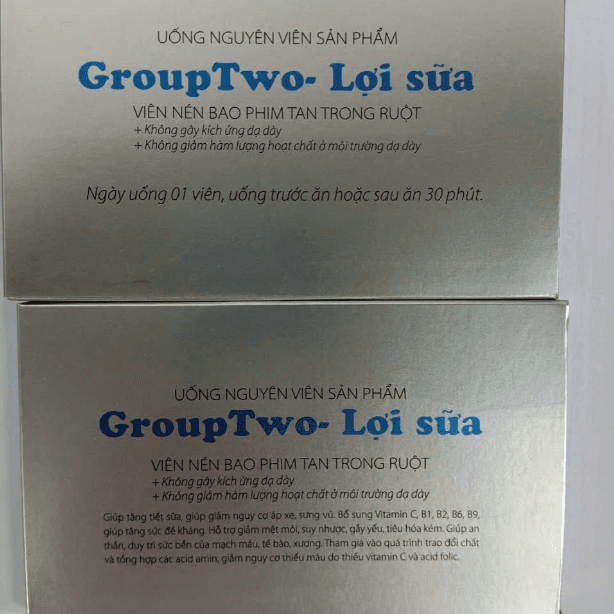 UỐNG NGUYÊN VIÊN SẢN PHẨM
GroupTwo- Lợi sữa
VIÊN NÉN BAO PHIM TAN TRONG RUỘT
+ Không gây kích ứng dạ dày
+ Không giảm hàm lượng hoạt chất ở môi trường dạ dày
Ngày uống 01 viên, uống trước ăn hoặc sau ăn 30 phút.
UỐNG NGUYÊN VIÊN SẢN PHẨM
GroupTwo- Lợi sữa
VIÊN NÉN BAO PHIM TAN TRONG RUỘT
+ Không gây kích ứng dạ dày
+ Không giảm hàm lượng hoạt chất ở môi trường dạ dày
Giúp tăng tiết sữa, giúp giảm nguy cơ áp xe, sưng vú. Bổ sung Vitamin C, B1, B2, B6, B9,
giúp tăng sức đề kháng. Hỗ trợ giảm mệt mỏi, suy nhược, gầy yếu, tiêu hóa kém. Giúp an
thần, duy trì sức bền của mạch máu, tế bào, xương. Tham gia vào quá trình trao đổi chất
và tổng hợp các acid amin, giảm nguy cơ thiếu máu do thiếu vitamin C và acid folic.